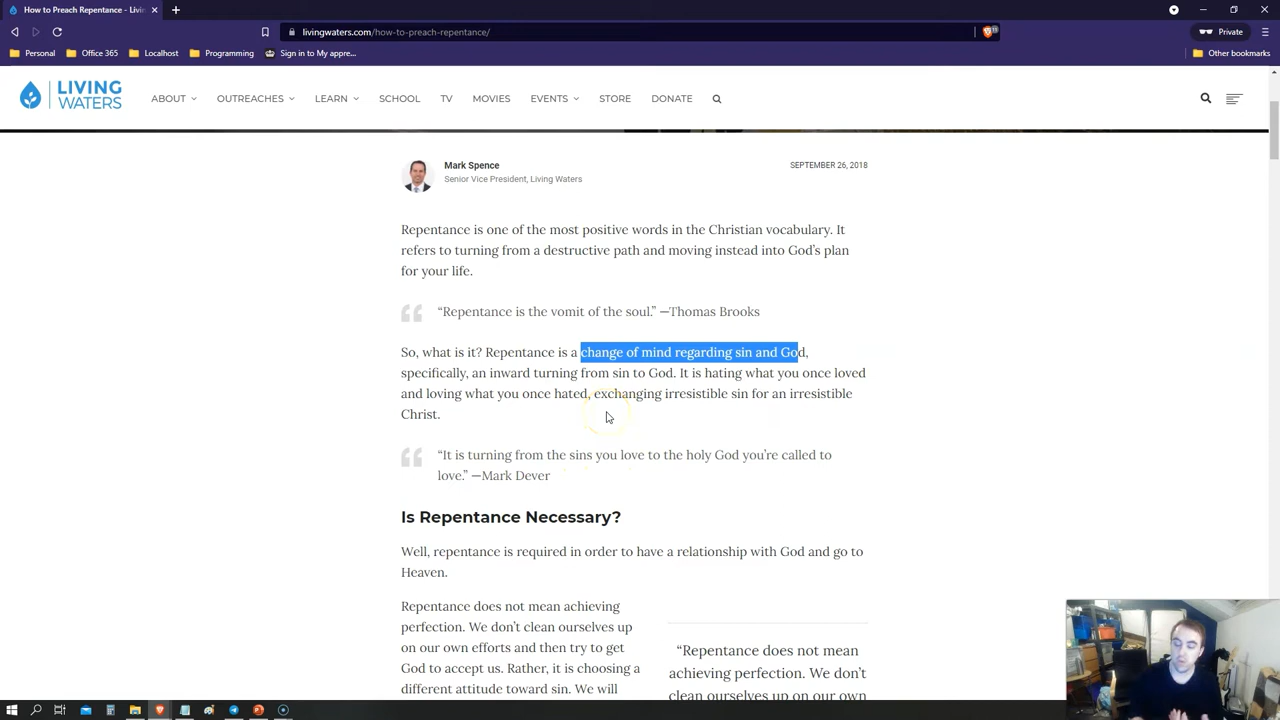 How to Preach Repentance - Living
livingwaters.com/how-to-preach-repentance/
Private
Personal
Office 365
Localhost
Programming
Sign in to My appre...
Other bookmarks
LIVING
WATERS
ABOUT
OUTREACHES
LEARN
SCHOOL
TV
MOVIES
EVENTS
STORE
DONATE
Mark Spence
SEPTEMBER 26, 2018
Senior Vice President, Living Waters
Repentance is one of the most positive words in the Christian vocabulary. It
refers to turning from a destructive path and moving instead into God's plan
for your life.
“Repentance is the vomit of the soul.” —Thomas Brooks
So, what is it? Repentance is a change of mind regarding sin and God,
specifically, an inward turning from sin to God. It is hating what you once loved
and loving what you once hated, exchanging irresistible sin for an irresistible
Christ.
“It is turning from the sins you love to the holy God you're called to
love.” —Mark Dever
Is Repentance Necessary?
Well, repentance is required in order to have a relationship with God and go to
Heaven.
Repentance does not mean achieving
perfection. We don't clean ourselves up
on our own efforts and then try to get
God to accept us. Rather, it is choosing a
different attitude toward sin. We will
“Repentance does not mean
achieving perfection. We don't
clean ourselves up on our own